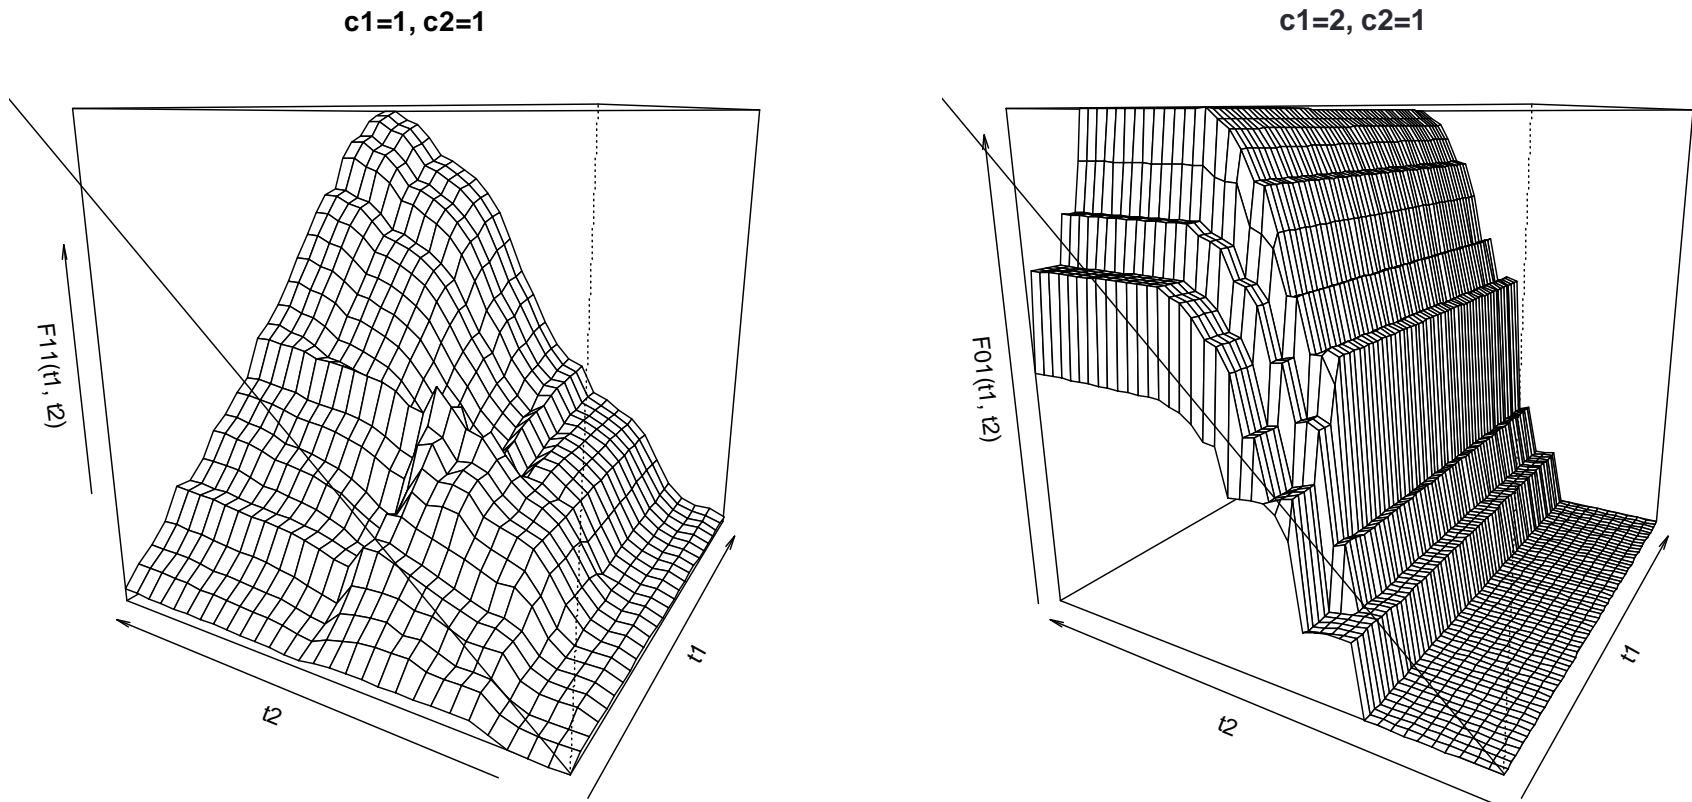 c1=1, c2=1
F11(t1, t2)
t2
t1
c1=2, c2=1
F01(t1, t2)
t2
t1